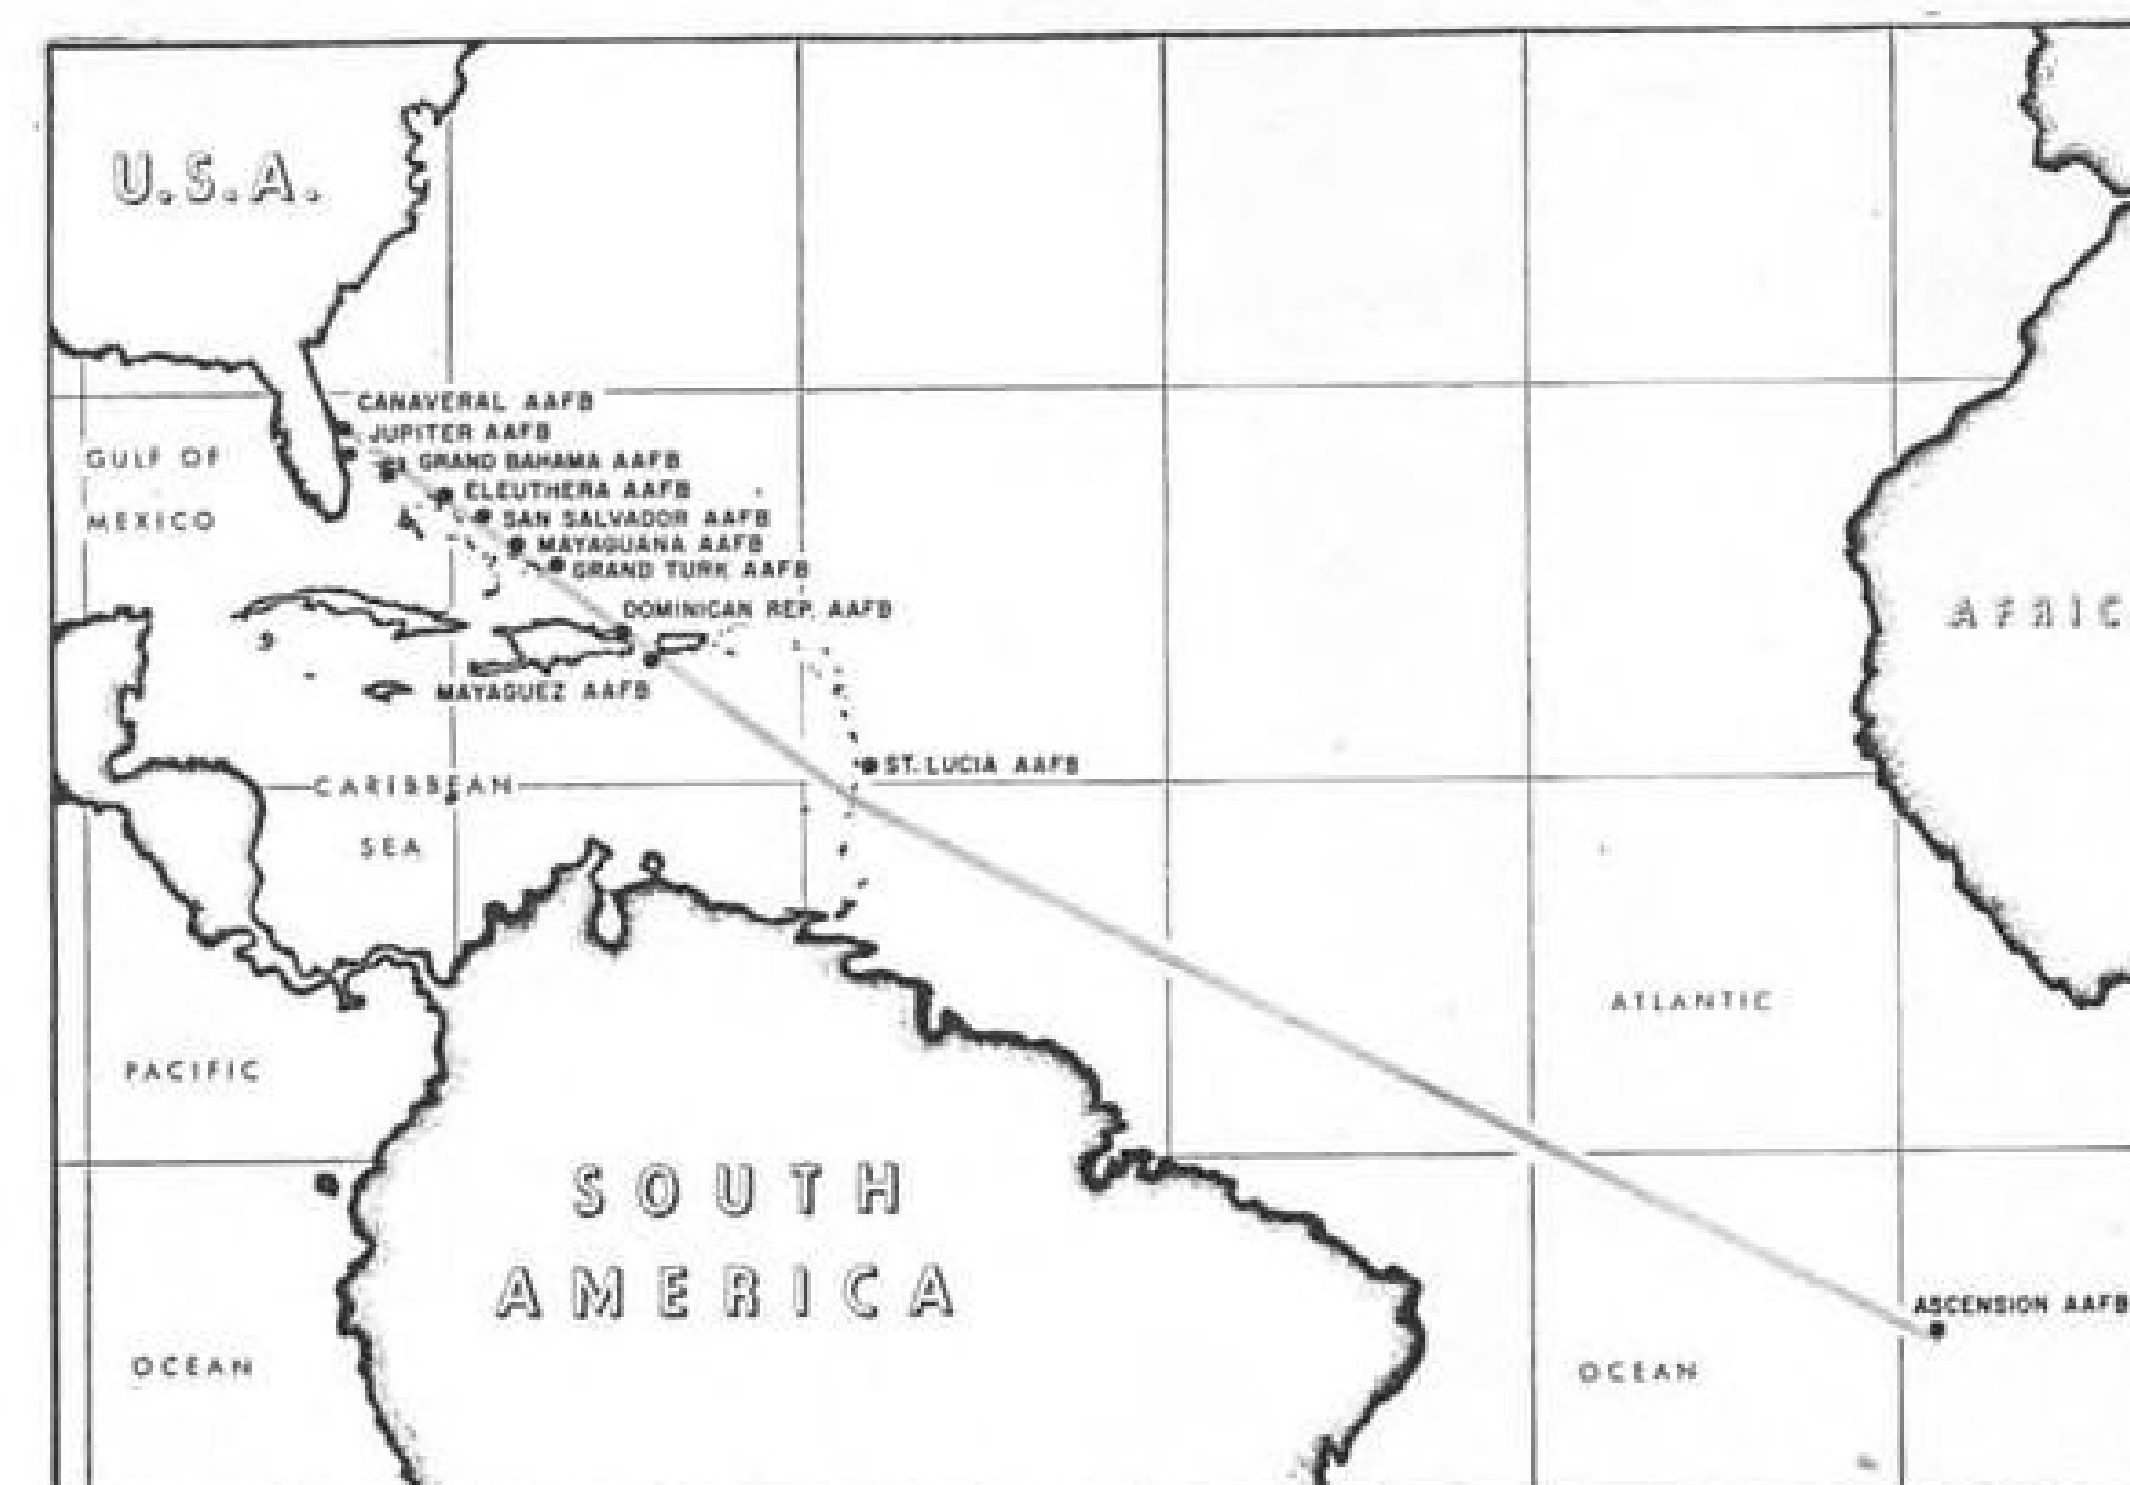 U.S.A.
CANAVERAL AAFB
JUPITER AAFB
GULF OF
GRAND BAHAMA AAFB
ELEUTHERA AAFB
MEXICO
SAN SALVADOR AAFB
MAYAGUANA AAFB
GRAND TURK AAFB
DOMINICAN REP. AAFB
AFRIC
MAYAGUEZ AAFB
ST. LUCIA AAFB
CARIBBEAN
SEA
ATLANTIC
PACIFIC
SOUTH
AMERICA
ASCENSION AAFB
OCEAN
OCEAN